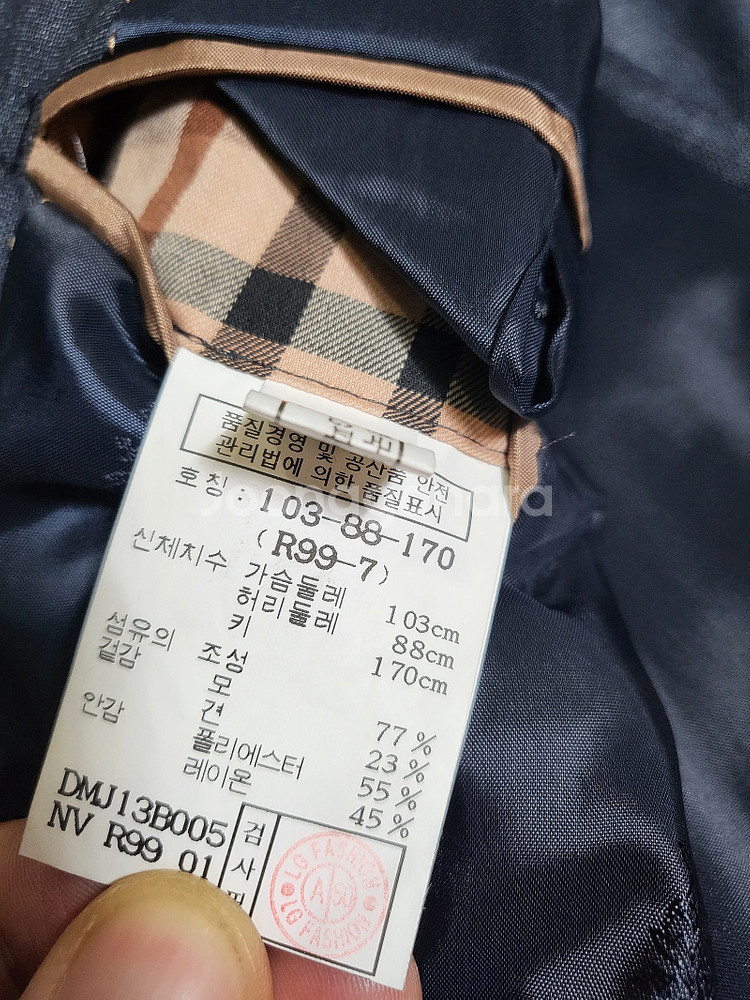 품질경영 및 공산품 안전
관리법에 의한 품질표시
호칭 : 103-88-170
(R99-7)
신체치수 가슴둘레 103cm
허리둘레 88cm
키 170cm
섬유의 조성
겉감 모 77%
견 23%
안감 폴리에스터 55%
레이온 45%
DMJ13B005
NV R99 01
검
사
LG FASHION
A 50
LG FASHION